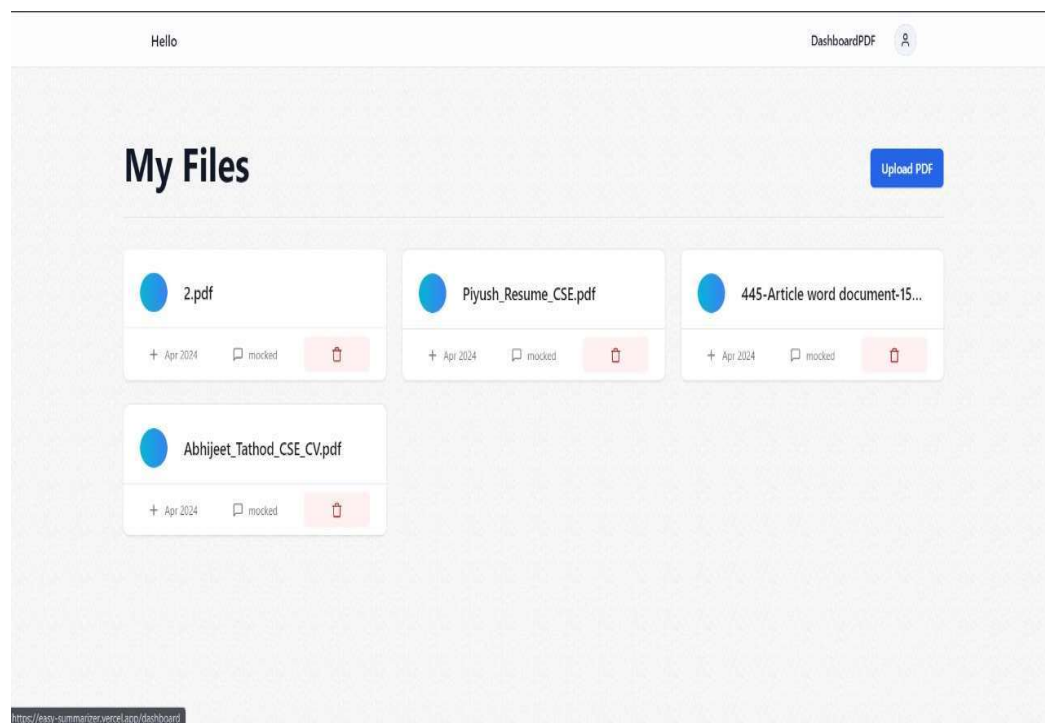 Hello
DashboardPDF
My Files
Upload PDF
2.pdf
Piyush_Resume_CSE.pdf
445-Article word document-15...
+ Apr 2024 mocked
+ Apr 2024 mocked
+ Apr 2024 mocked
Abhijeet_Tathod_CSE_CV.pdf
+ Apr 2024 mocked
https://easy-summarizer.vercel.app/dashboard